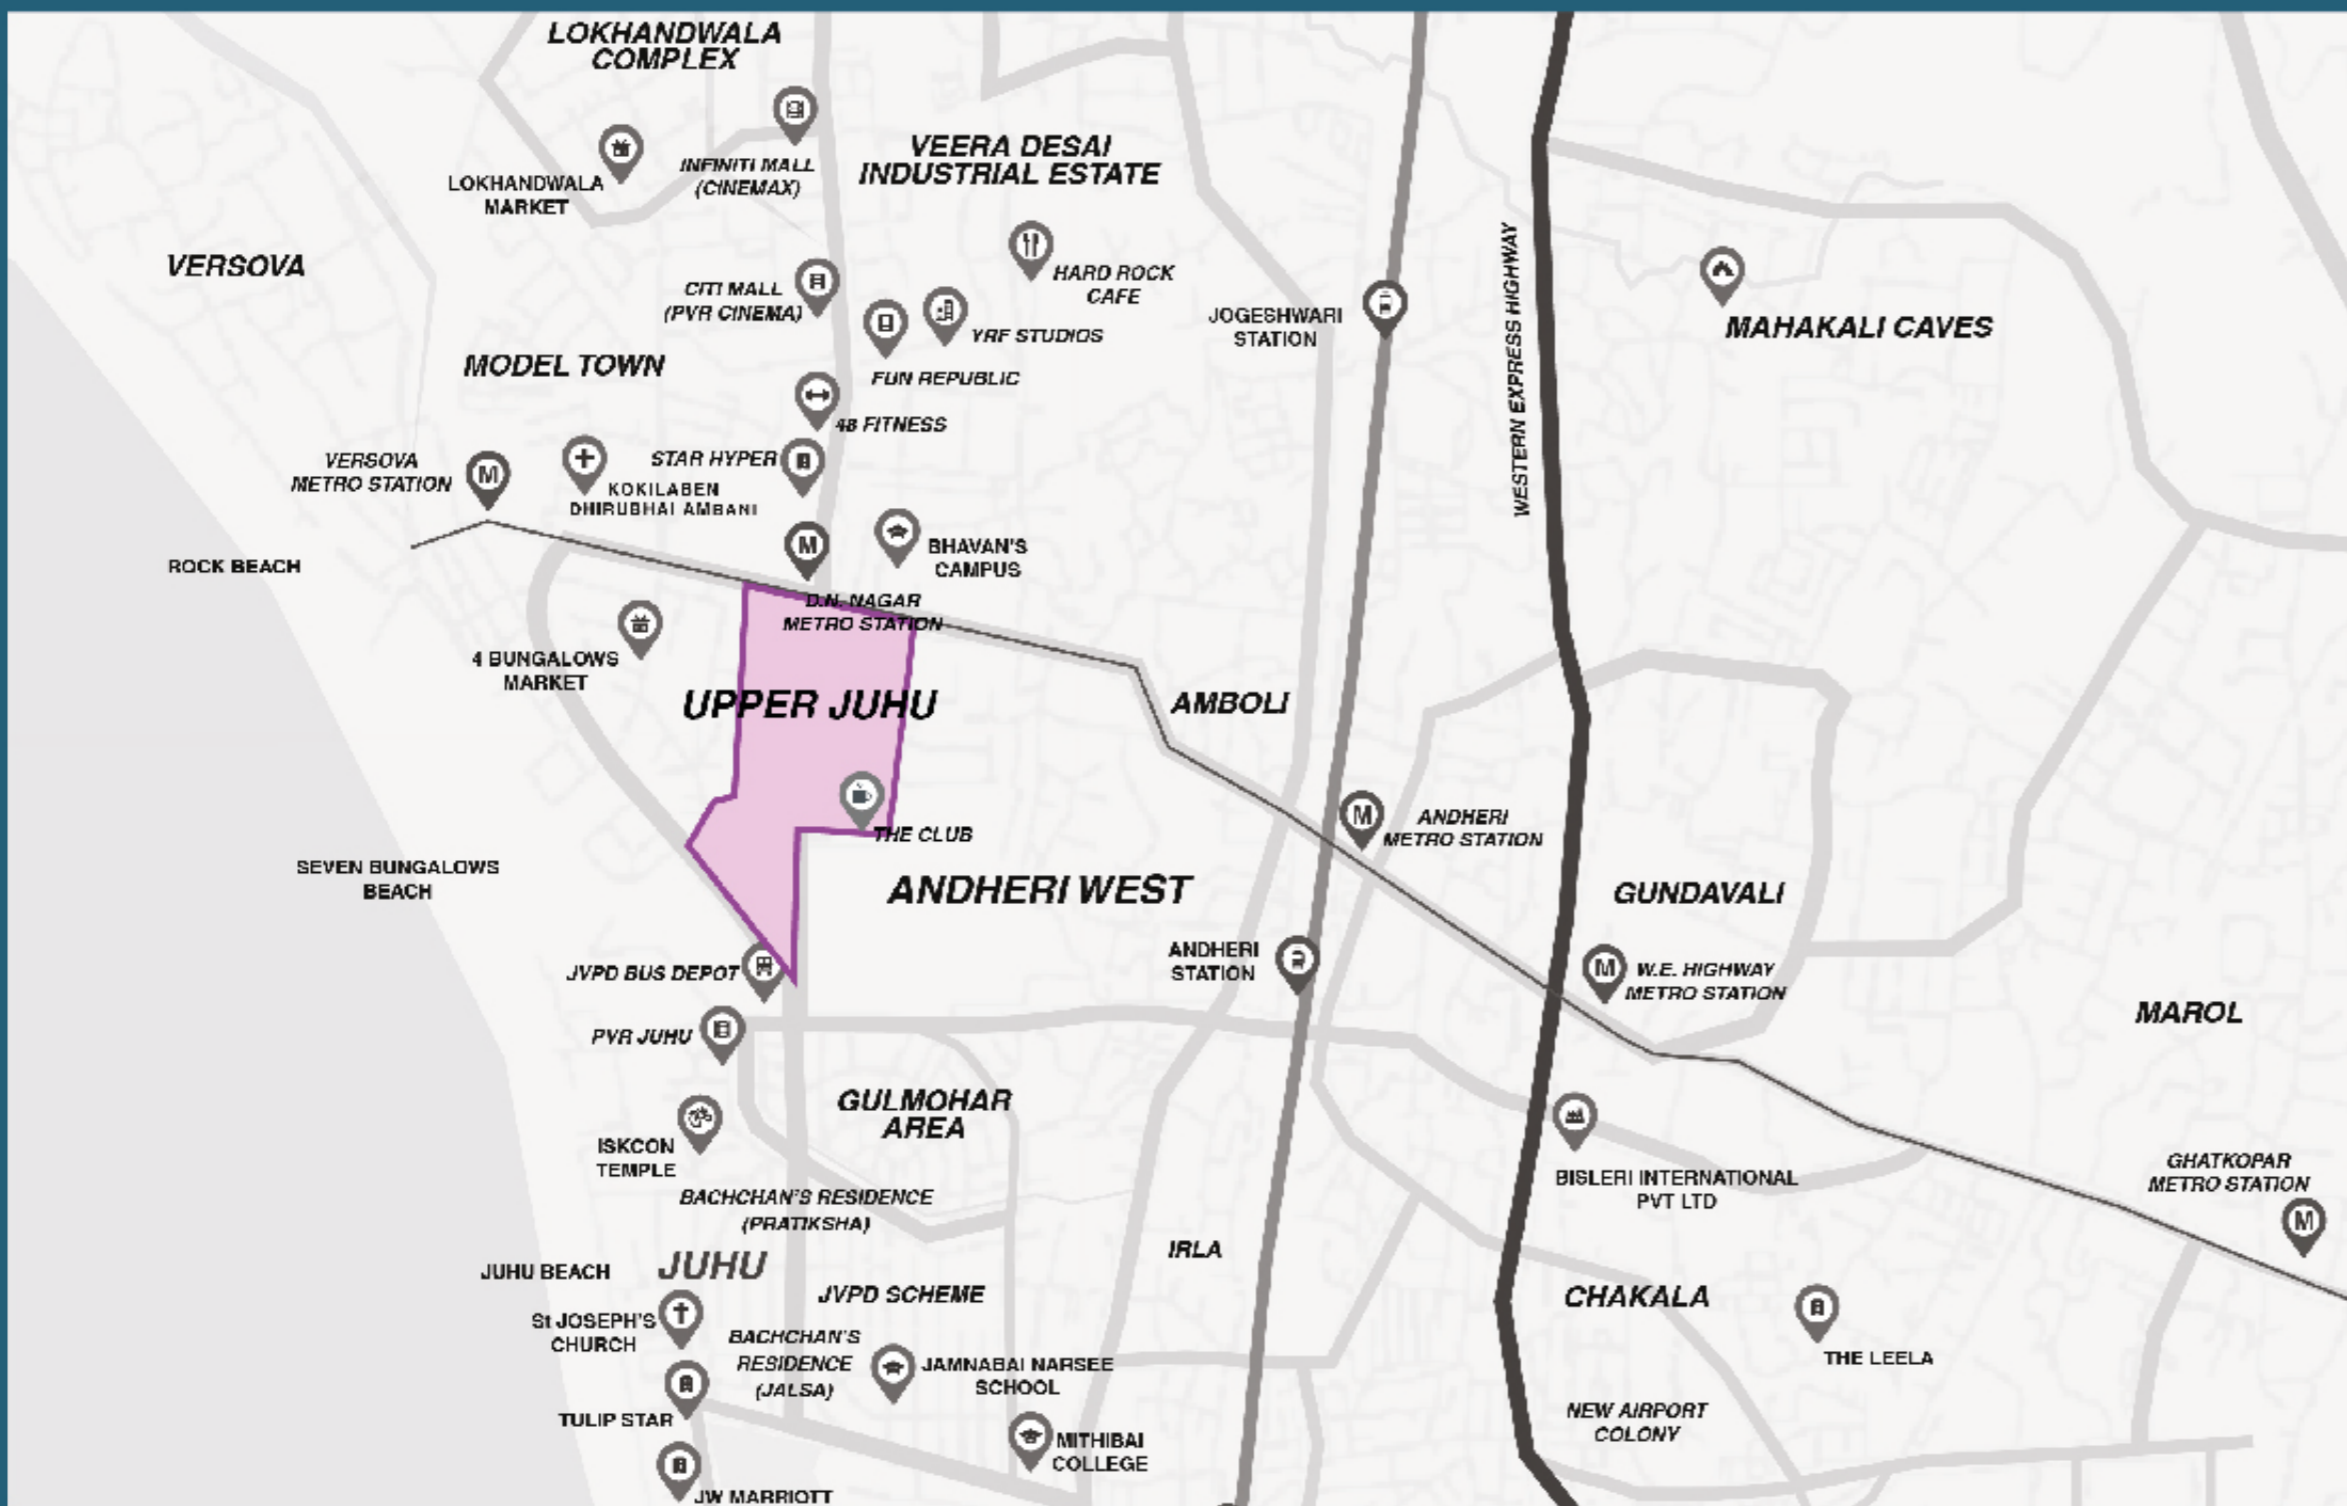 LOKHANDWALA
COMPLEX
LOKHANDWALA
MARKET
INFINITI MALL
(CINEMAX)
VEERA DESAI
INDUSTRIAL ESTATE
HARD ROCK
CAFE
VERSOVA
CITI MALL
(PVR CINEMA)
YRF STUDIOS
FUN REPUBLIC
JOGESHWARI
STATION
WESTERN EXPRESS HIGHWAY
MAHAKALI CAVES
MODEL TOWN
48 FITNESS
VERSOVA
METRO STATION
M
STAR HYPER
KOKILABEN
DHIRUBHAI AMBANI
M
BHAVAN'S
CAMPUS
ROCK BEACH
D.N. NAGAR
METRO STATION
4 BUNGALOWS
MARKET
UPPER JUHU
AMBOLI
THE CLUB
M
ANDHERI
METRO STATION
SEVEN BUNGALOWS
BEACH
ANDHERI WEST
GUNDAVALI
JVPD BUS DEPOT
ANDHERI
STATION
M
W.E. HIGHWAY
METRO STATION
MAROL
PVR JUHU
GULMOHAR
AREA
ISKCON
TEMPLE
BISLERI INTERNATIONAL
PVT LTD
GHATKOPAR
METRO STATION
M
BACHCHAN'S RESIDENCE
(PRATIKSHA)
IRLA
JUHU BEACH
JUHU
JVPD SCHEME
CHAKALA
St JOSEPH'S
CHURCH
BACHCHAN'S
RESIDENCE
(JALSA)
JAMNABAI NARSEE
SCHOOL
THE LEELA
TULIP STAR
MITHIBAI
COLLEGE
NEW AIRPORT
COLONY
JW MARRIOTT